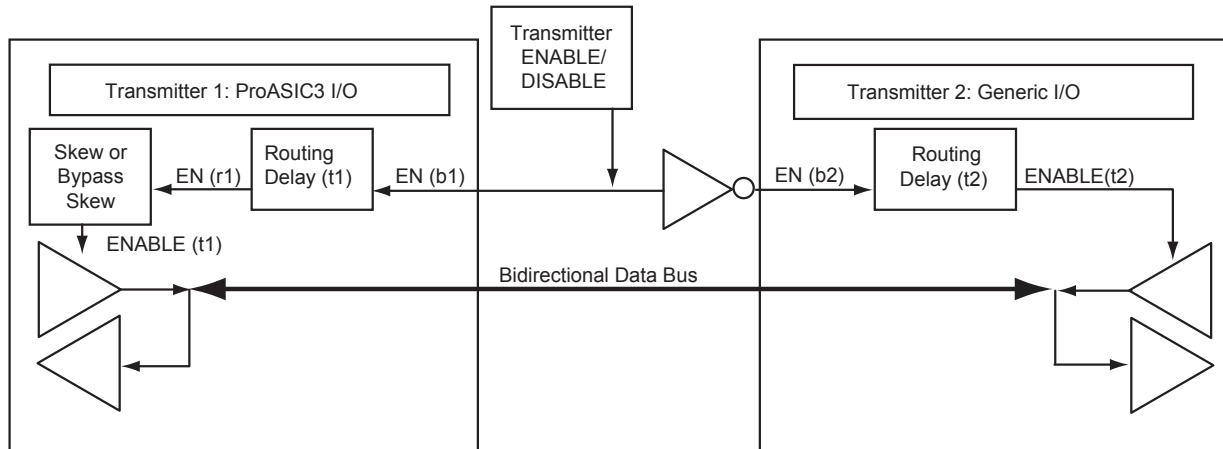 Transmitter
ENABLE/
DISABLE
Transmitter 1: ProASIC3 I/O
Transmitter 2: Generic I/O
Skew or
Bypass
Skew
EN (r1)
Routing
Delay (t1)
EN (b1)
EN (b2)
Routing
Delay (t2)
ENABLE(t2)
ENABLE (t1)
Bidirectional Data Bus